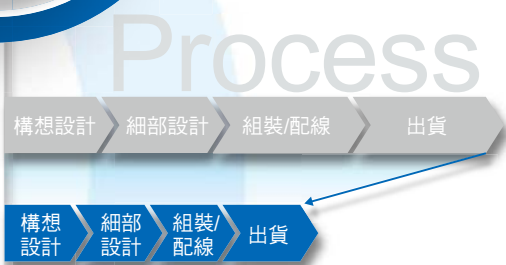 Process
構想設計 細部設計 組裝/配線 出貨
構想 細部 組裝/ 出貨
設計 設計 配線